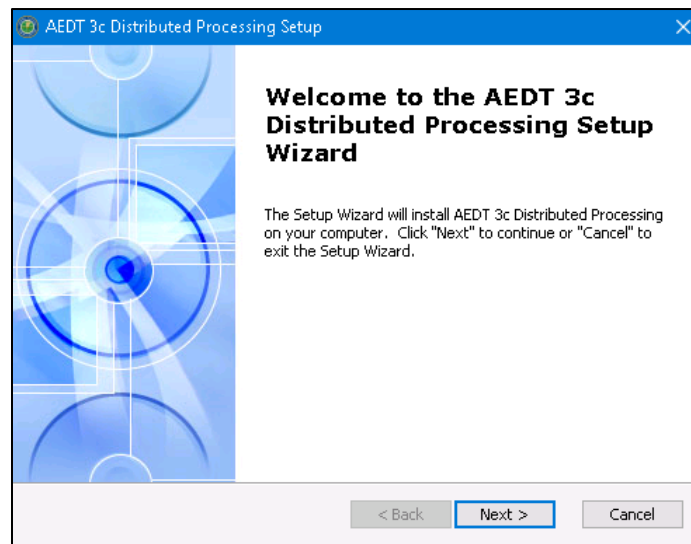 AEDT 3c Distributed Processing Setup
Welcome to the AEDT 3c
Distributed Processing Setup
Wizard
The Setup Wizard will install AEDT 3c Distributed Processing
on your computer.  Click "Next" to continue or "Cancel" to
exit the Setup Wizard.
< Back
Next >
Cancel